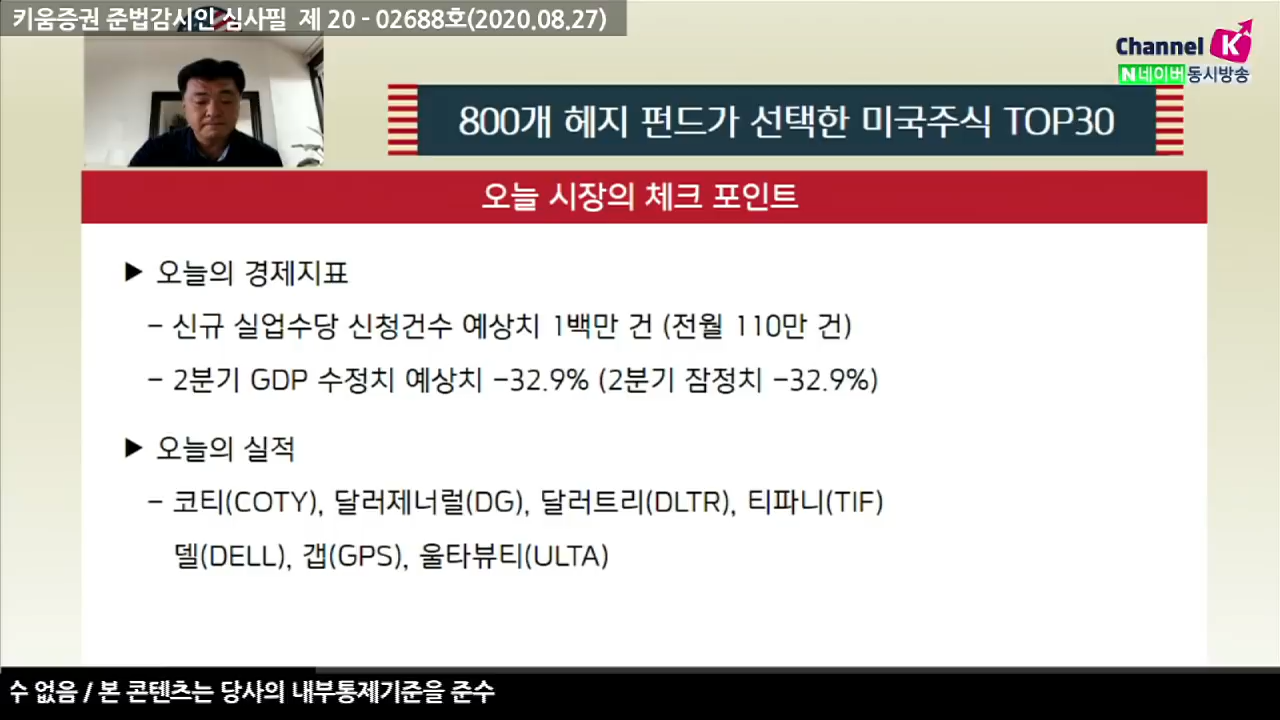 키움증권 준법감시인 심사필 제 20 - 02688호(2020.08.27)
Channel K
N 네이버 동시방송
800개 헤지 펀드가 선택한 미국주식 TOP30
오늘 시장의 체크 포인트
▶ 오늘의 경제지표
- 신규 실업수당 신청건수 예상치 1백만 건 (전월 110만 건)
- 2분기 GDP 수정치 예상치 -32.9% (2분기 잠정치 -32.9%)
▶ 오늘의 실적
- 코티(COTY), 달러제너럴(DG), 달러트리(DLTR), 티파니(TIF)
델(DELL), 갭(GPS), 울타뷰티(ULTA)
수 없음 / 본 콘텐츠는 당사의 내부통제기준을 준수